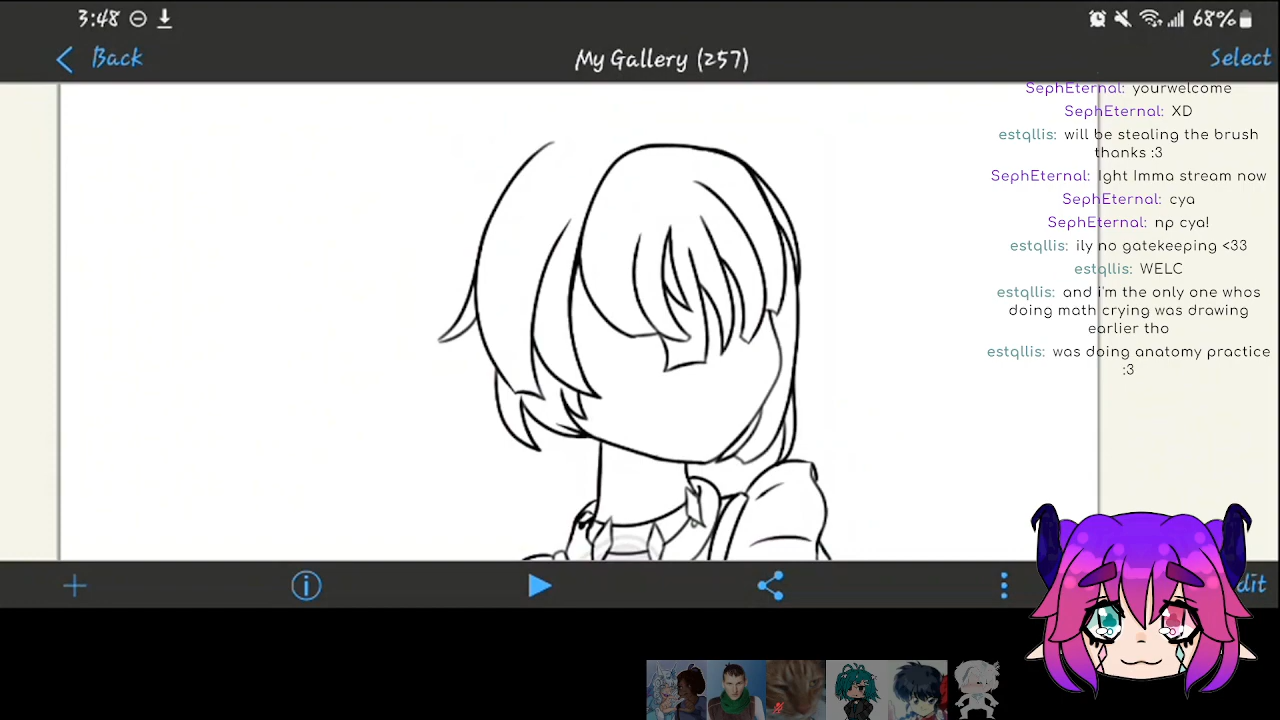 3:48
68%
Back
My Gallery (257)
Select
SephEternal: yourwelcome
SephEternal: XD
estqllis: will be stealing the brush
thanks :3
SephEternal: Ight Imma stream now
SephEternal: cya
SephEternal: np cya!
estqllis: ily no gatekeeping <33
estqllis: WELC
estqllis: and i'm the only one whos
doing math crying was drawing
earlier tho
estqllis: was doing anatomy practice
:3
dit